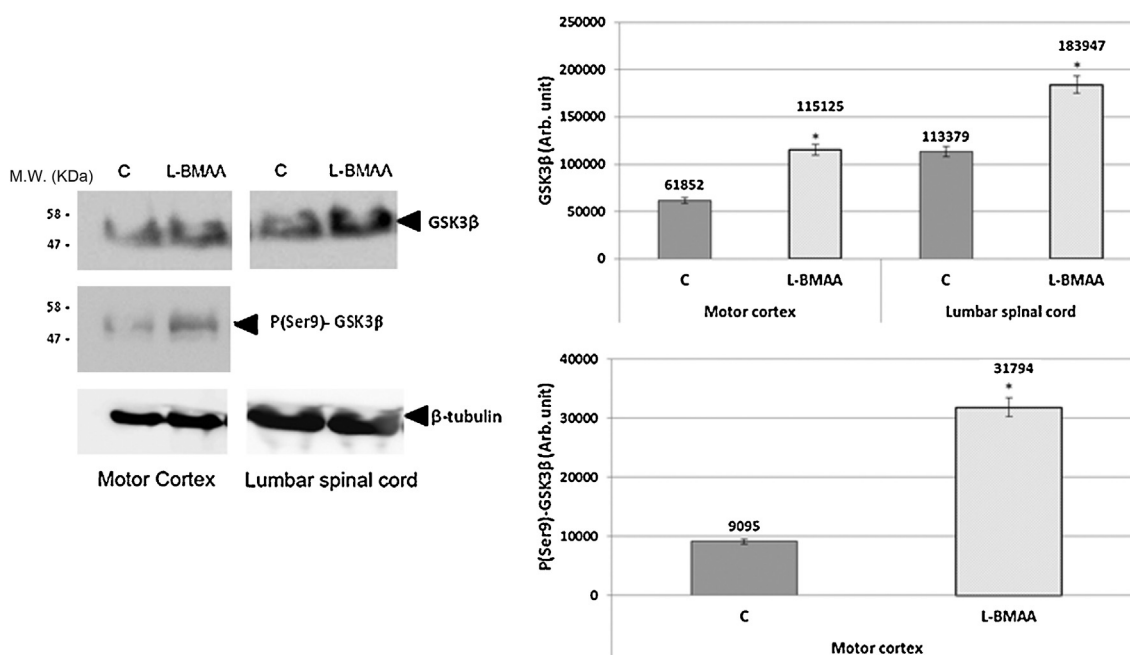 M.W. (KDa)
C L-BMAA C L-BMAA
58 -
47 -
GSK3β
58 -
47 -
P(Ser9)- GSK3β
β-tubulin
Motor Cortex Lumbar spinal cord
GSK3β (Arb. unit)
250000
200000
150000
100000
50000
0
61852
115125
*
113379
183947
*
C L-BMAA C L-BMAA
Motor cortex Lumbar spinal cord
P(Ser9)-GSK3β (Arb. unit)
40000
30000
20000
10000
0
9095
31794
*
C L-BMAA
Motor cortex